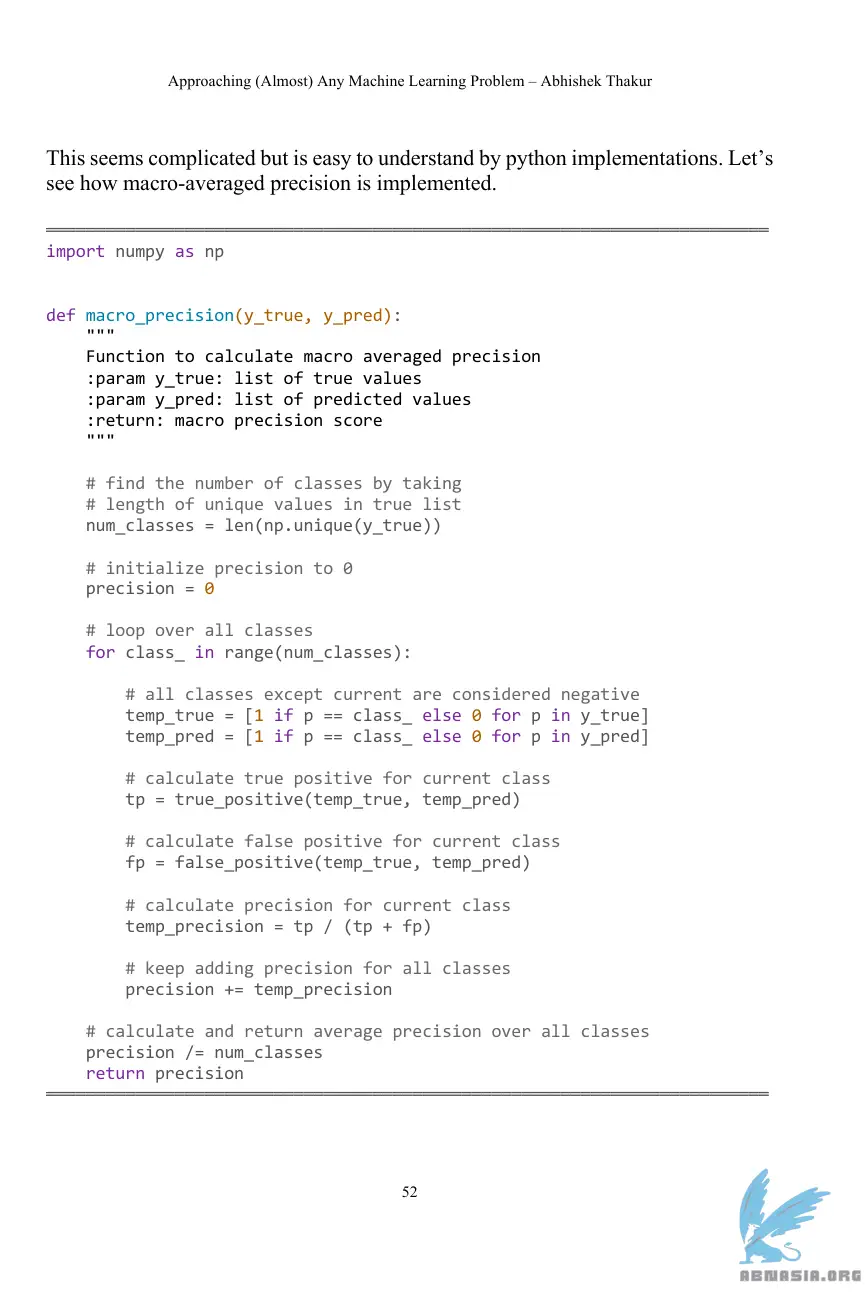 Approaching (Almost) Any Machine Learning Problem – Abhishek Thakur
This seems complicated but is easy to understand by python implementations. Let’s
see how macro-averaged precision is implemented.
import numpy as np
def macro_precision(y_true, y_pred):
    """
    Function to calculate macro averaged precision
    :param y_true: list of true values
    :param y_pred: list of predicted values
    :return: macro precision score
    """
    # find the number of classes by taking
    # length of unique values in true list
    num_classes = len(np.unique(y_true))
    # initialize precision to 0
    precision = 0
    # loop over all classes
    for class_ in range(num_classes):
        # all classes except current are considered negative
        temp_true = [1 if p == class_ else 0 for p in y_true]
        temp_pred = [1 if p == class_ else 0 for p in y_pred]
        # calculate true positive for current class
        tp = true_positive(temp_true, temp_pred)
        # calculate false positive for current class
        fp = false_positive(temp_true, temp_pred)
        # calculate precision for current class
        temp_precision = tp / (tp + fp)
        # keep adding precision for all classes
        precision += temp_precision
    # calculate and return average precision over all classes
    precision /= num_classes
    return precision
52
ABNASIA.ORG